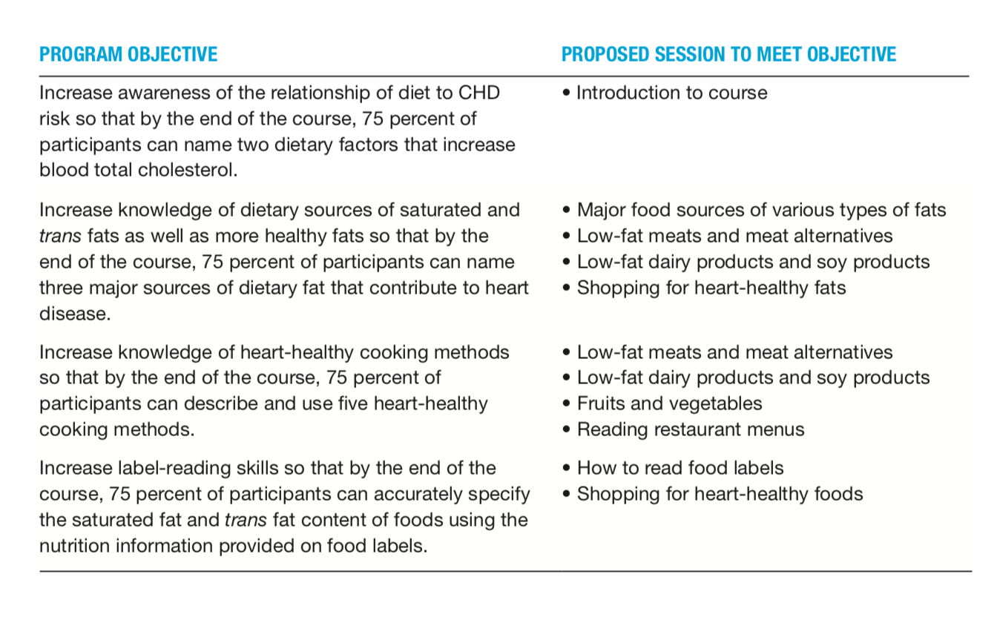 PROGRAM OBJECTIVE
PROPOSED SESSION TO MEET OBJECTIVE
Increase awareness of the relationship of diet to CHD
risk so that by the end of the course, 75 percent of
participants can name two dietary factors that increase
blood total cholesterol.
• Introduction to course
Increase knowledge of dietary sources of saturated and
trans fats as well as more healthy fats so that by the
end of the course, 75 percent of participants can name
three major sources of dietary fat that contribute to heart
disease.
• Major food sources of various types of fats
• Low-fat meats and meat alternatives
• Low-fat dairy products and soy products
• Shopping for heart-healthy fats
Increase knowledge of heart-healthy cooking methods
so that by the end of the course, 75 percent of
participants can describe and use five heart-healthy
cooking methods.
• Low-fat meats and meat alternatives
• Low-fat dairy products and soy products
• Fruits and vegetables
• Reading restaurant menus
Increase label-reading skills so that by the end of the
course, 75 percent of participants can accurately specify
the saturated fat and trans fat content of foods using the
nutrition information provided on food labels.
• How to read food labels
• Shopping for heart-healthy foods